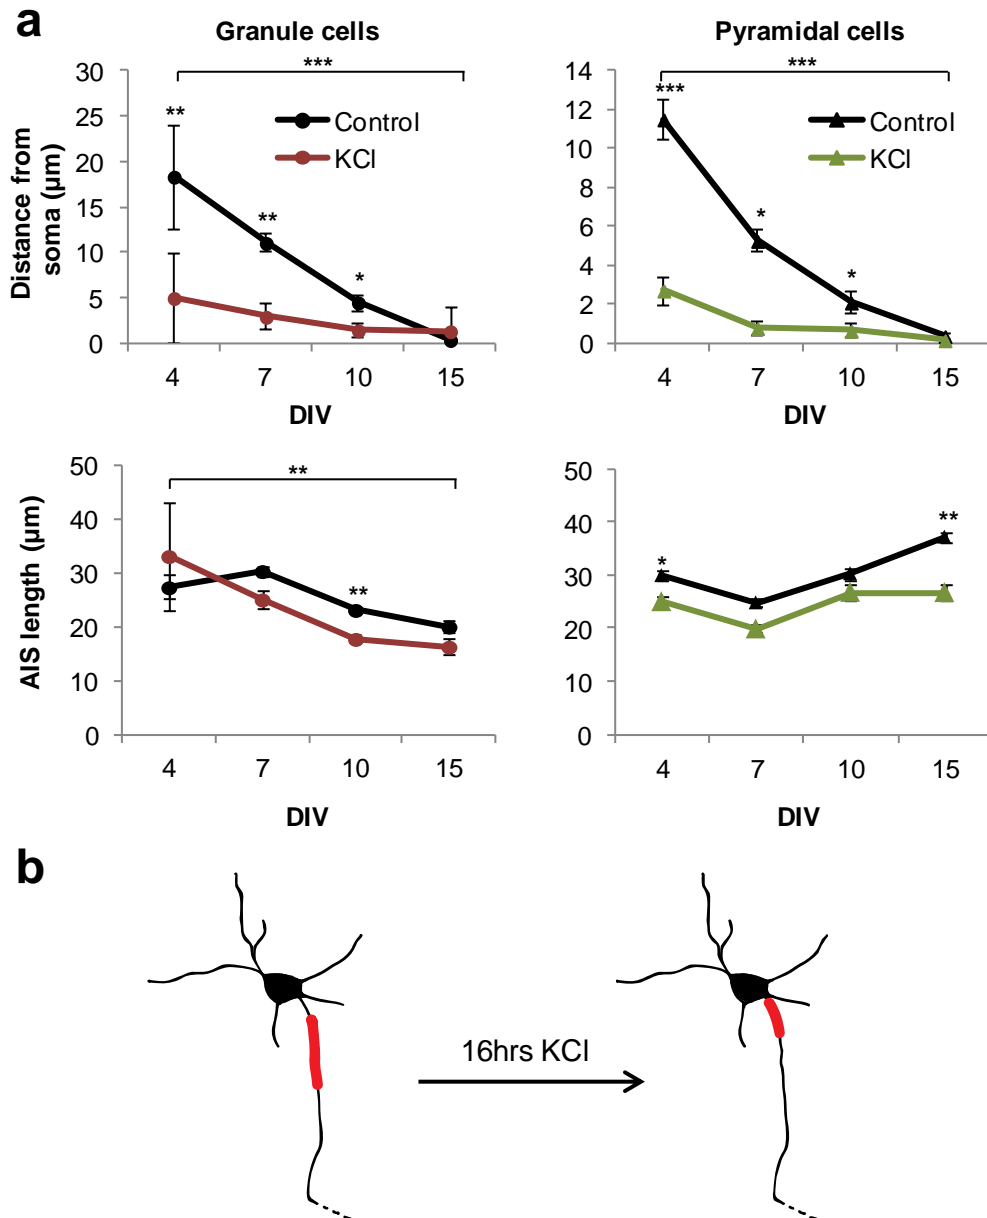 a
Granule cells
Pyramidal cells
Distance from
soma (µm)
30
25
20
15
10
5
0
***
**
**
*
Control
KCl
4 7 10 15
DIV
14
12
10
8
6
4
2
0
***
***
*
*
Control
KCl
4 7 10 15
DIV
AIS length (µm)
50
40
30
20
10
0
**
**
4 7 10 15
DIV
50
40
30
20
10
0
*
**
4 7 10 15
DIV
b
16hrs KCl